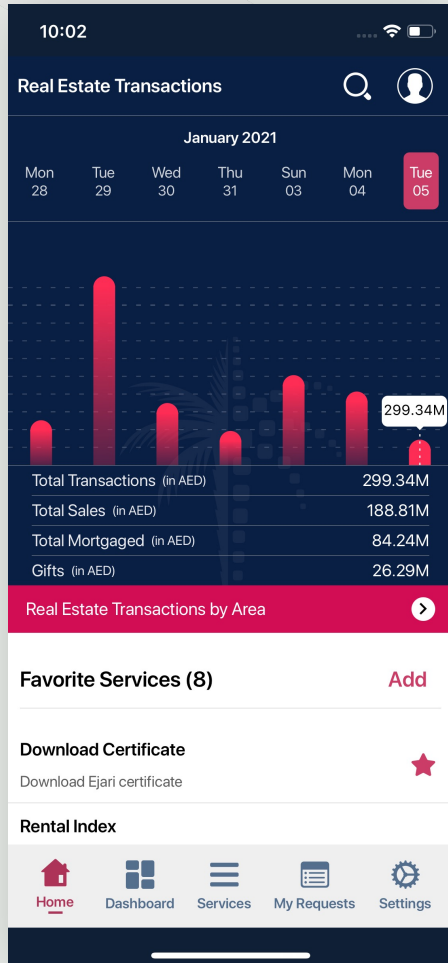 10:02
Real Estate Transactions
January 2021
Mon Tue Wed Thu Sun Mon Tue
28 29 30 31 03 04 05
299.34M
Total Transactions (in AED) 299.34M
Total Sales (in AED) 188.81M
Total Mortgaged (in AED) 84.24M
Gifts (in AED) 26.29M
Real Estate Transactions by Area
Favorite Services (8) Add
Download Certificate
Download Ejari certificate
Rental Index
Home Dashboard Services My Requests Settings